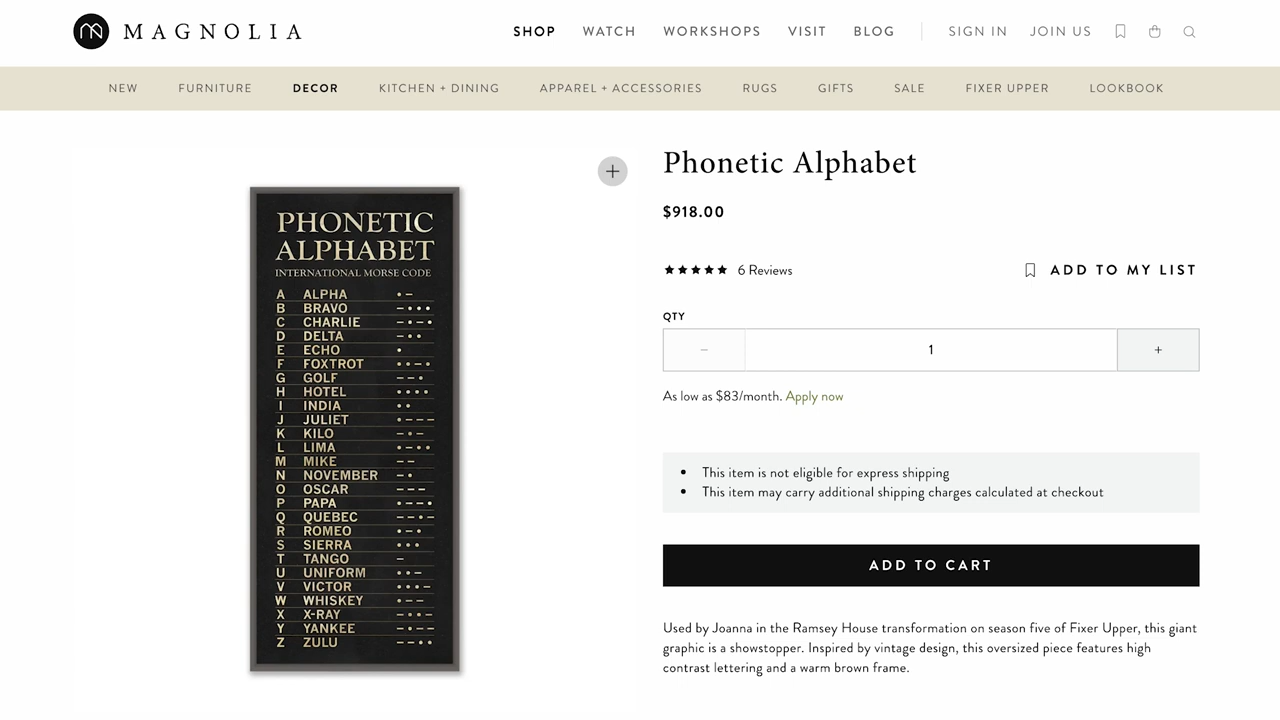 MAGNOLIA
SHOP WATCH WORKSHOPS VISIT BLOG SIGN IN JOIN US
NEW FURNITURE DECOR KITCHEN + DINING APPAREL + ACCESSORIES RUGS GIFTS SALE FIXER UPPER LOOKBOOK
PHONETIC
ALPHABET
INTERNATIONAL MORSE CODE
A ALPHA •–
B BRAVO –•••
C CHARLIE –•–•
D DELTA –••
E ECHO •
F FOXTROT ••–•
G GOLF ––•
H HOTEL ••••
I INDIA ••
J JULIET •–––
K KILO –•–
L LIMA •–••
M MIKE ––
N NOVEMBER –•
O OSCAR –––
P PAPA •––•
Q QUEBEC ––•–
R ROMEO •–•
S SIERRA •••
T TANGO –
U UNIFORM ••–
V VICTOR •••–
W WHISKEY •––
X X-RAY –••–
Y YANKEE –•––
Z ZULU ––••
Phonetic Alphabet
$918.00
★★★★★ 6 Reviews
ADD TO MY LIST
QTY
– 1 +
As low as $83/month. Apply now
• This item is not eligible for express shipping
• This item may carry additional shipping charges calculated at checkout
ADD TO CART
Used by Joanna in the Ramsey House transformation on season five of Fixer Upper, this giant
graphic is a showstopper. Inspired by vintage design, this oversized piece features high
contrast lettering and a warm brown frame.